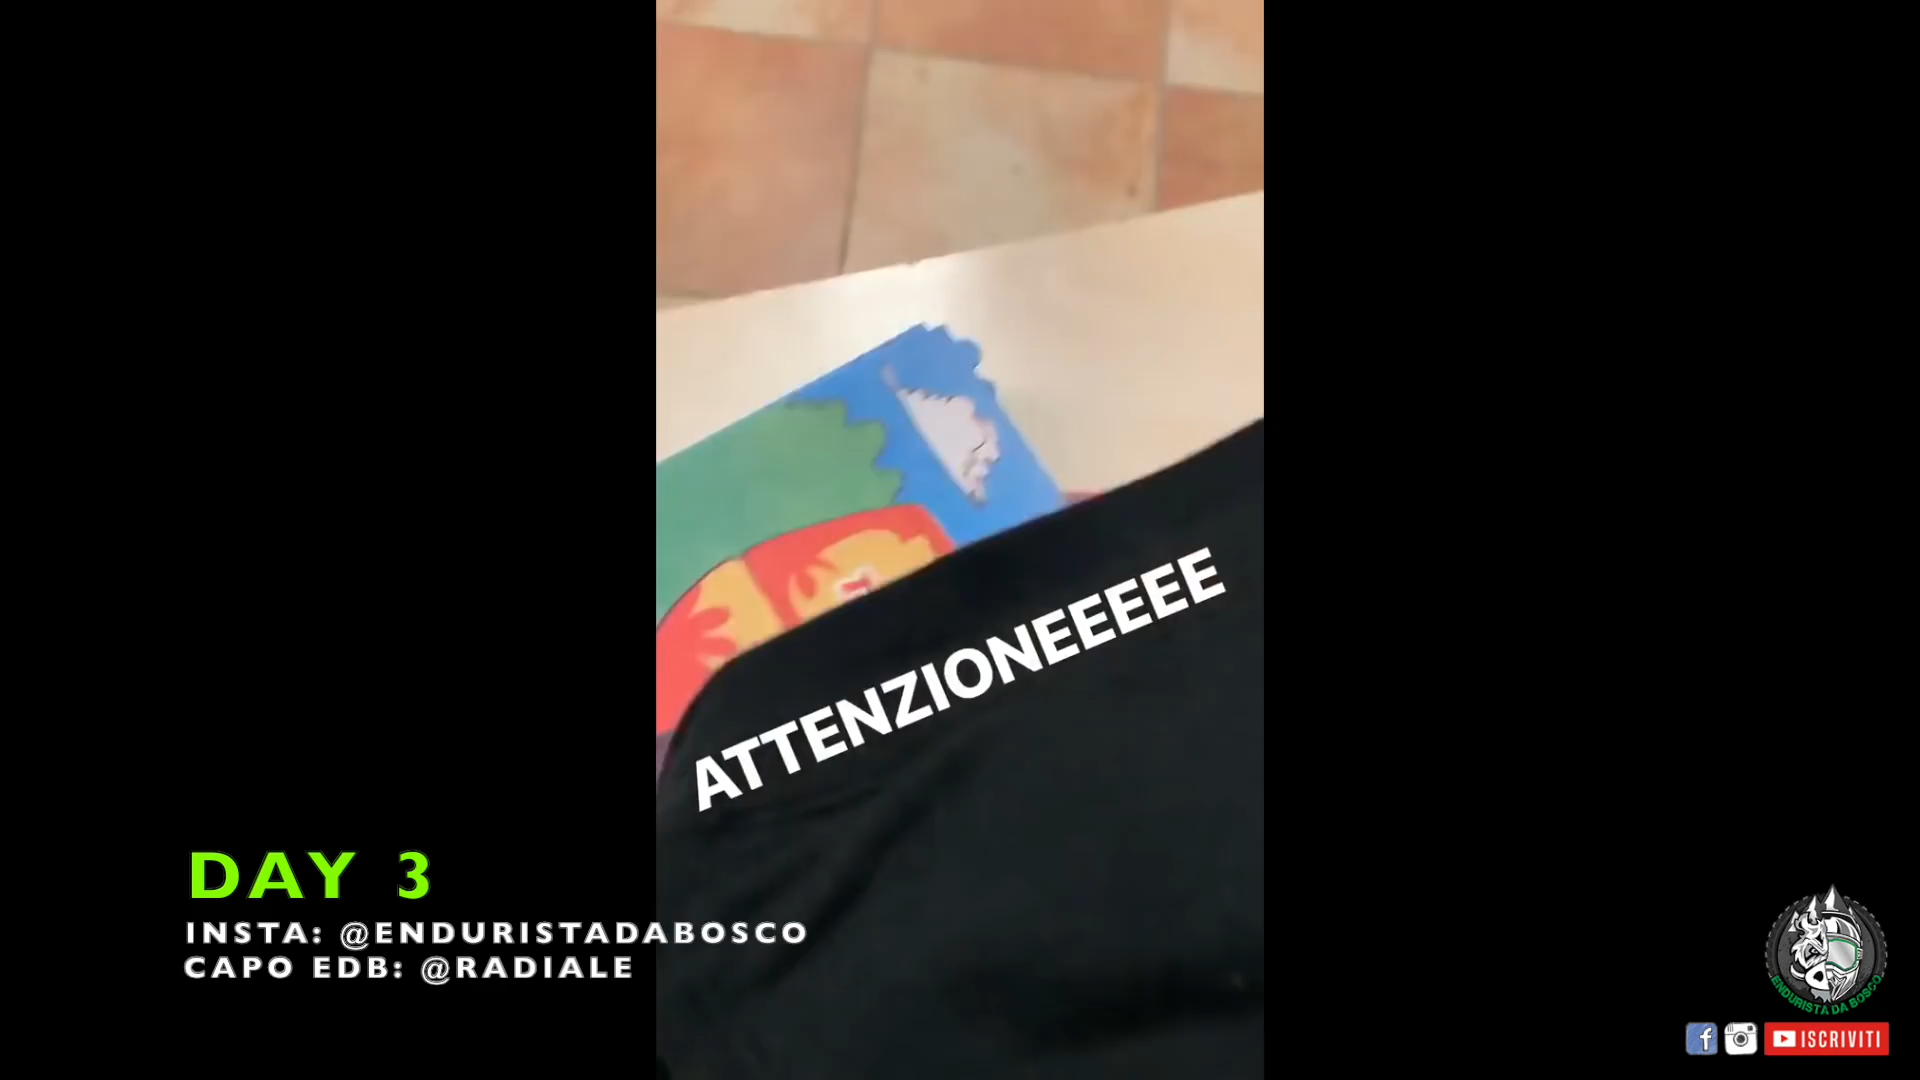 ATTENZIONEEEEE
DAY 3
INSTA: @ENDURISTADABOSCO
CAPO EDB: @RADIALE
ENDURISTA DA BOSCO
ISCRIVITI